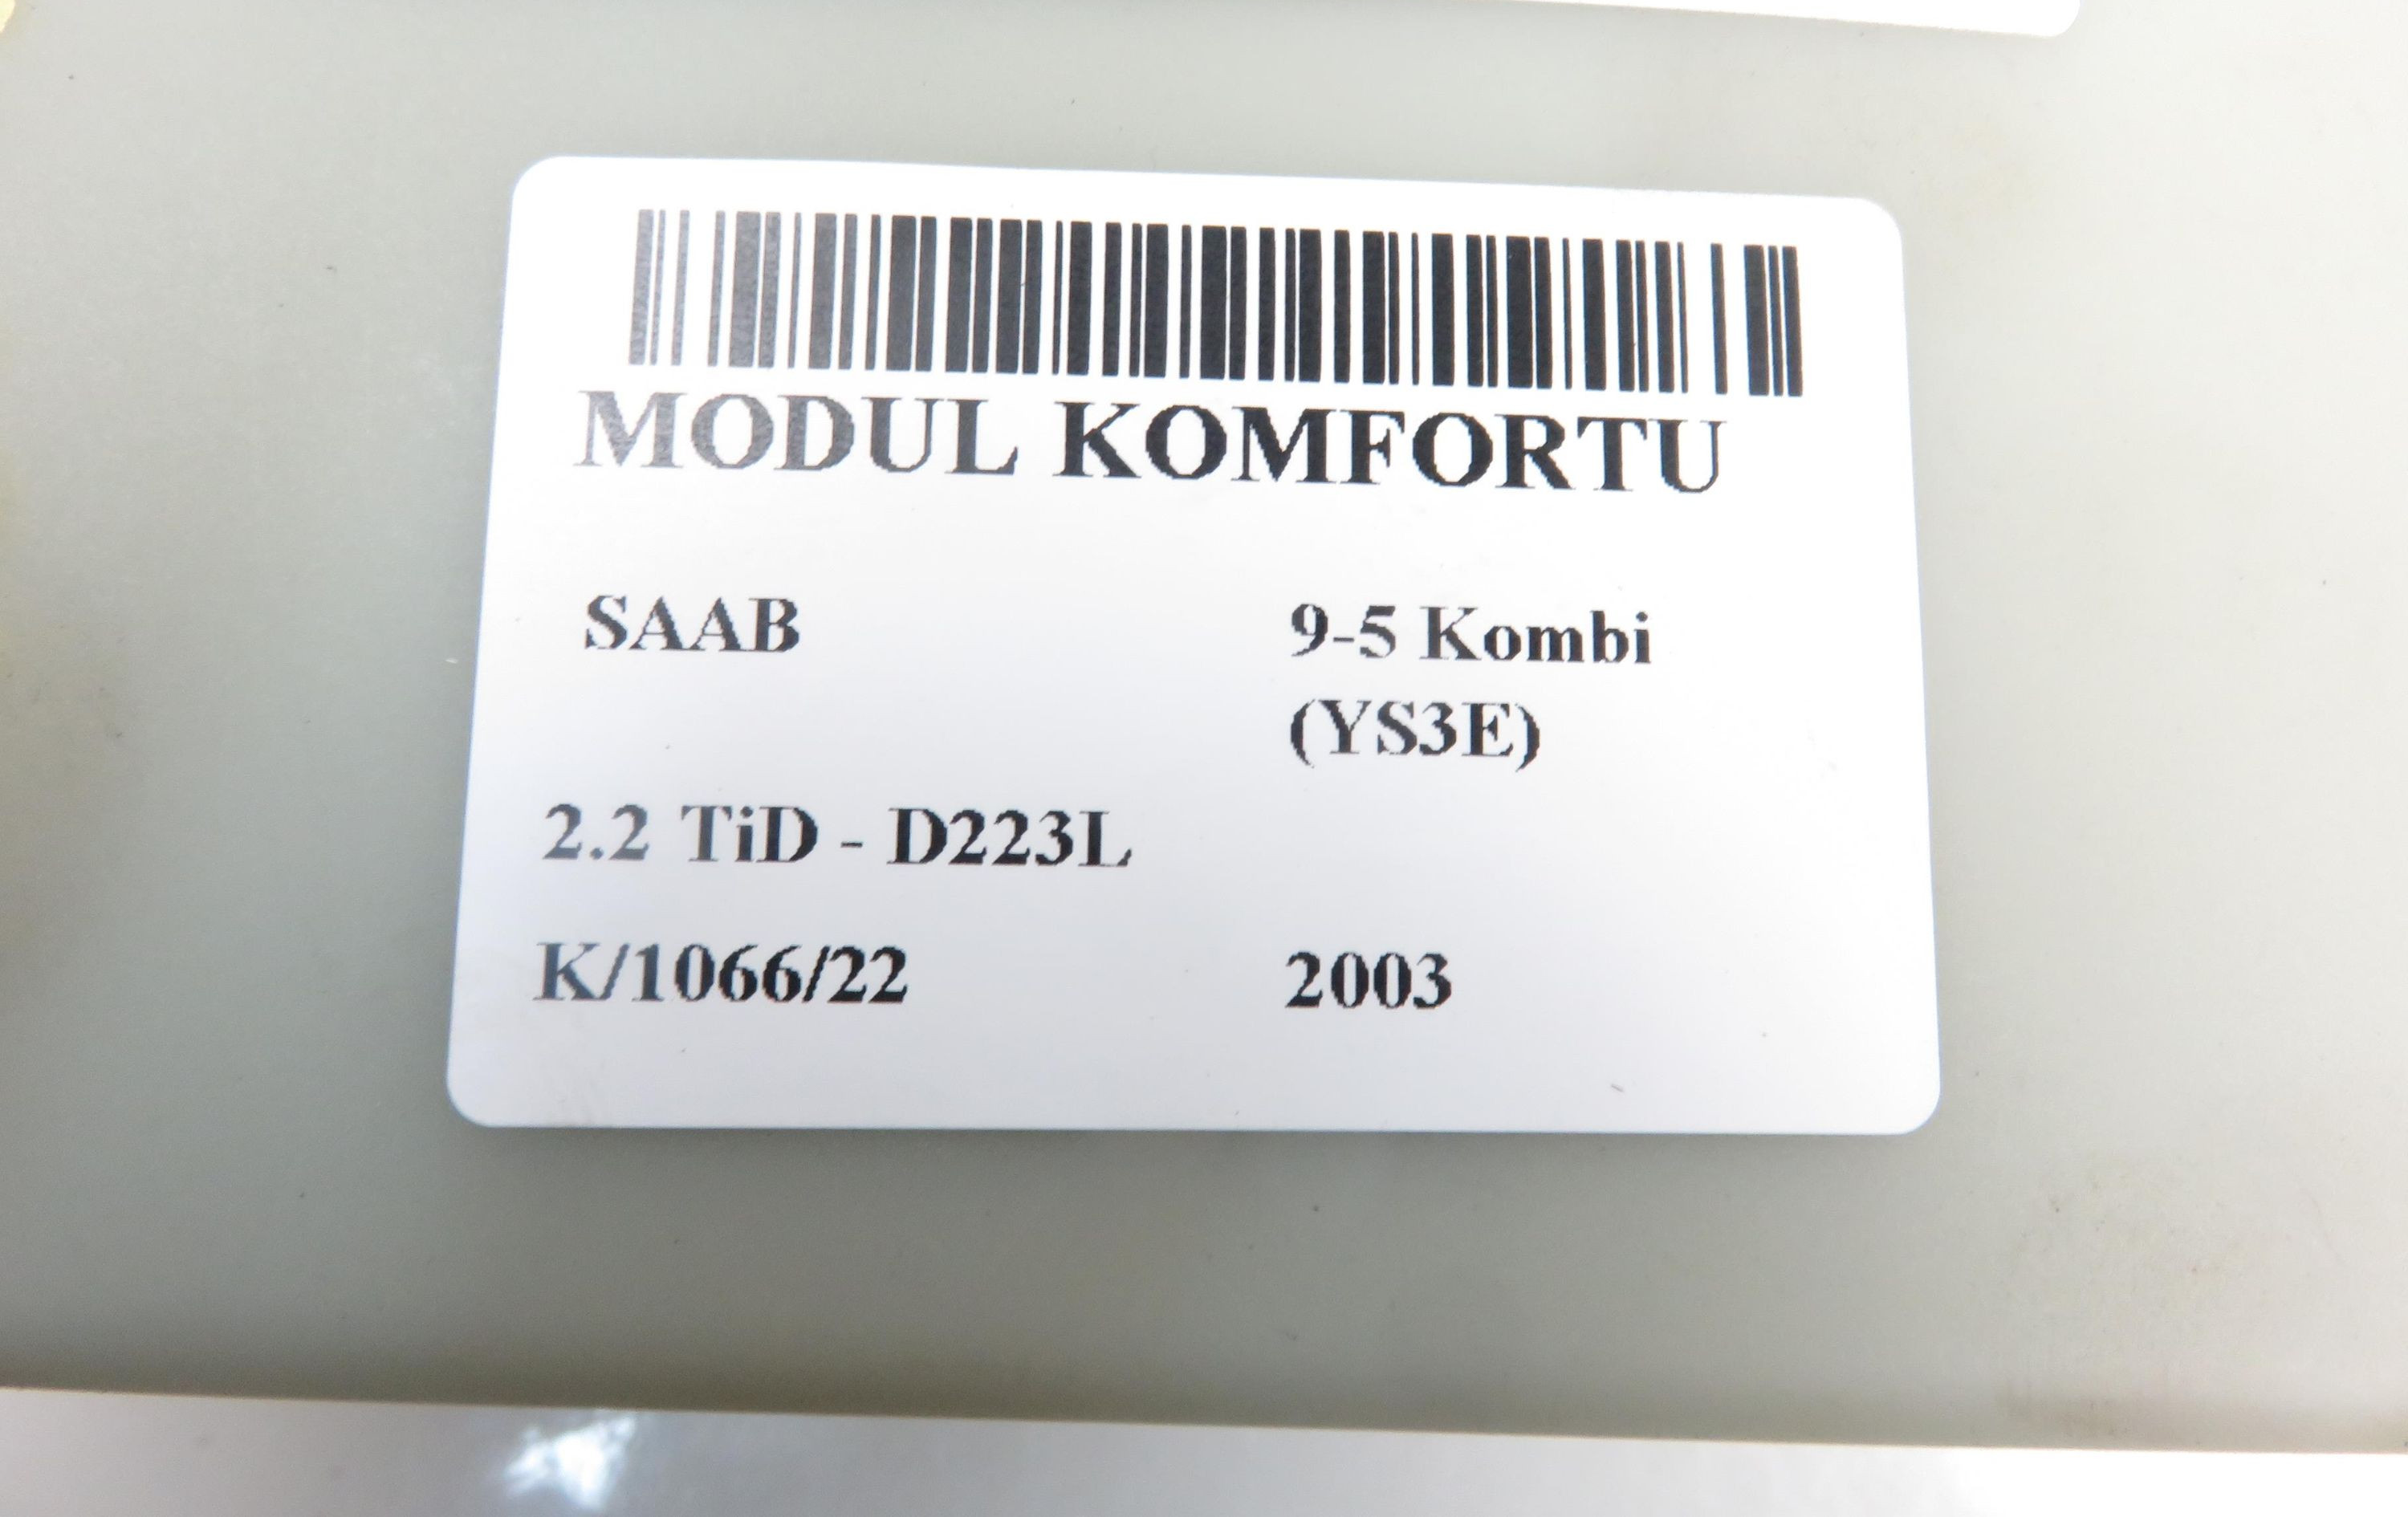 MODUL KOMFORTU
SAAB 9-5 Kombi
(YS3E)
2.2 TiD - D223L
K/1066/22 2003